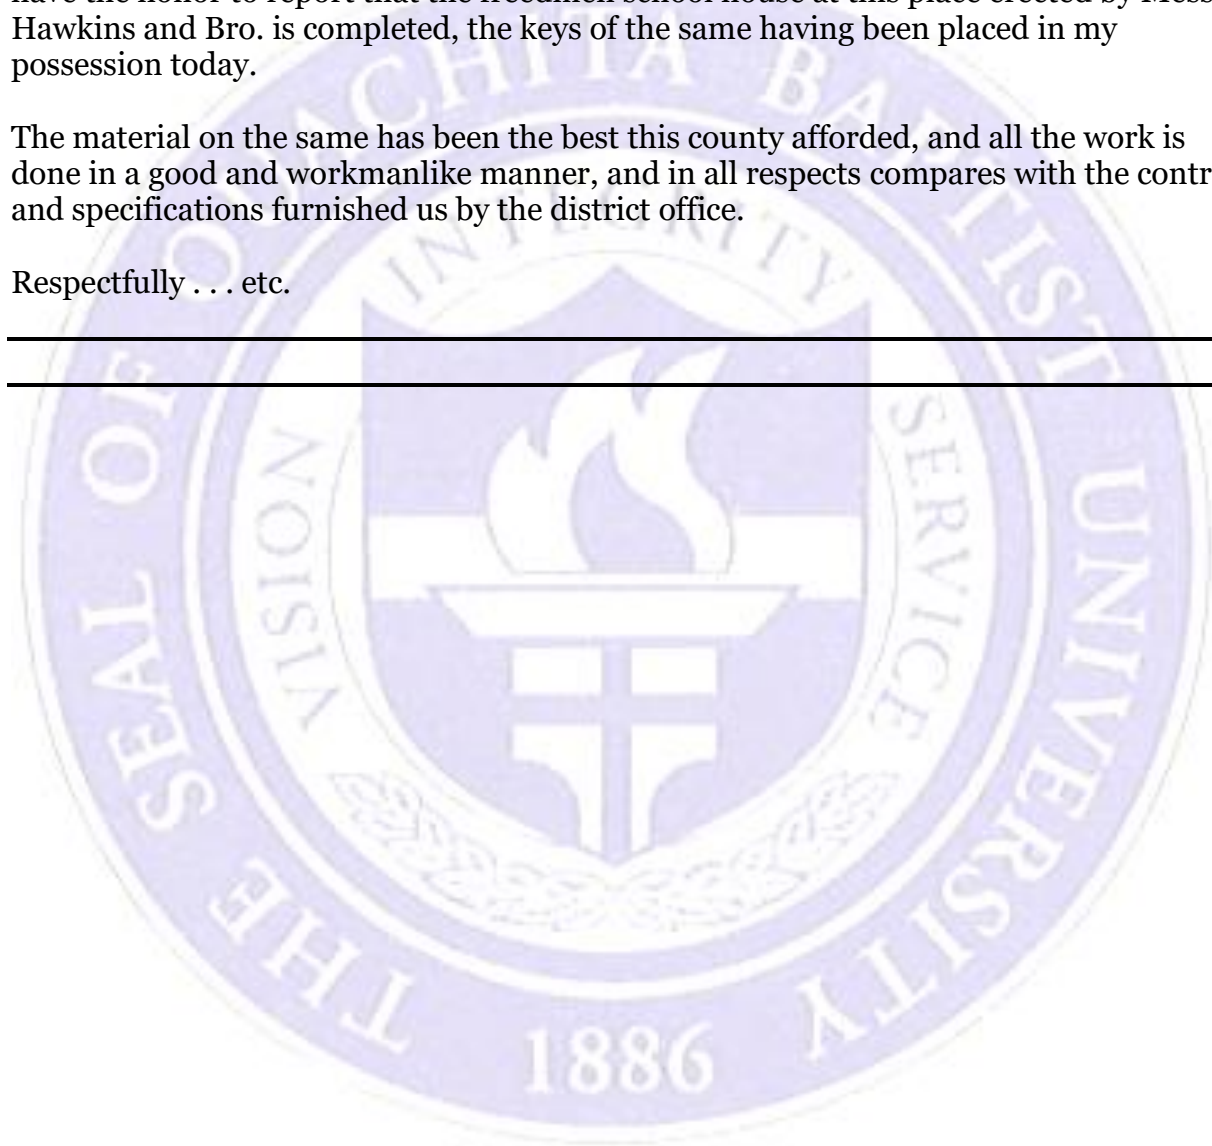 have the honor to report that the freedmen school house at this place erected by Mess
Hawkins and Bro. is completed, the keys of the same having been placed in my
possession today.
The material on the same has been the best this county afforded, and all the work is
done in a good and workmanlike manner, and in all respects compares with the contr
and specifications furnished us by the district office.
Respectfully . . . etc.
THE SEAL OF OUACHITA BAPTIST UNIVERSITY
VISION INTEGRITY SERVICE
1886